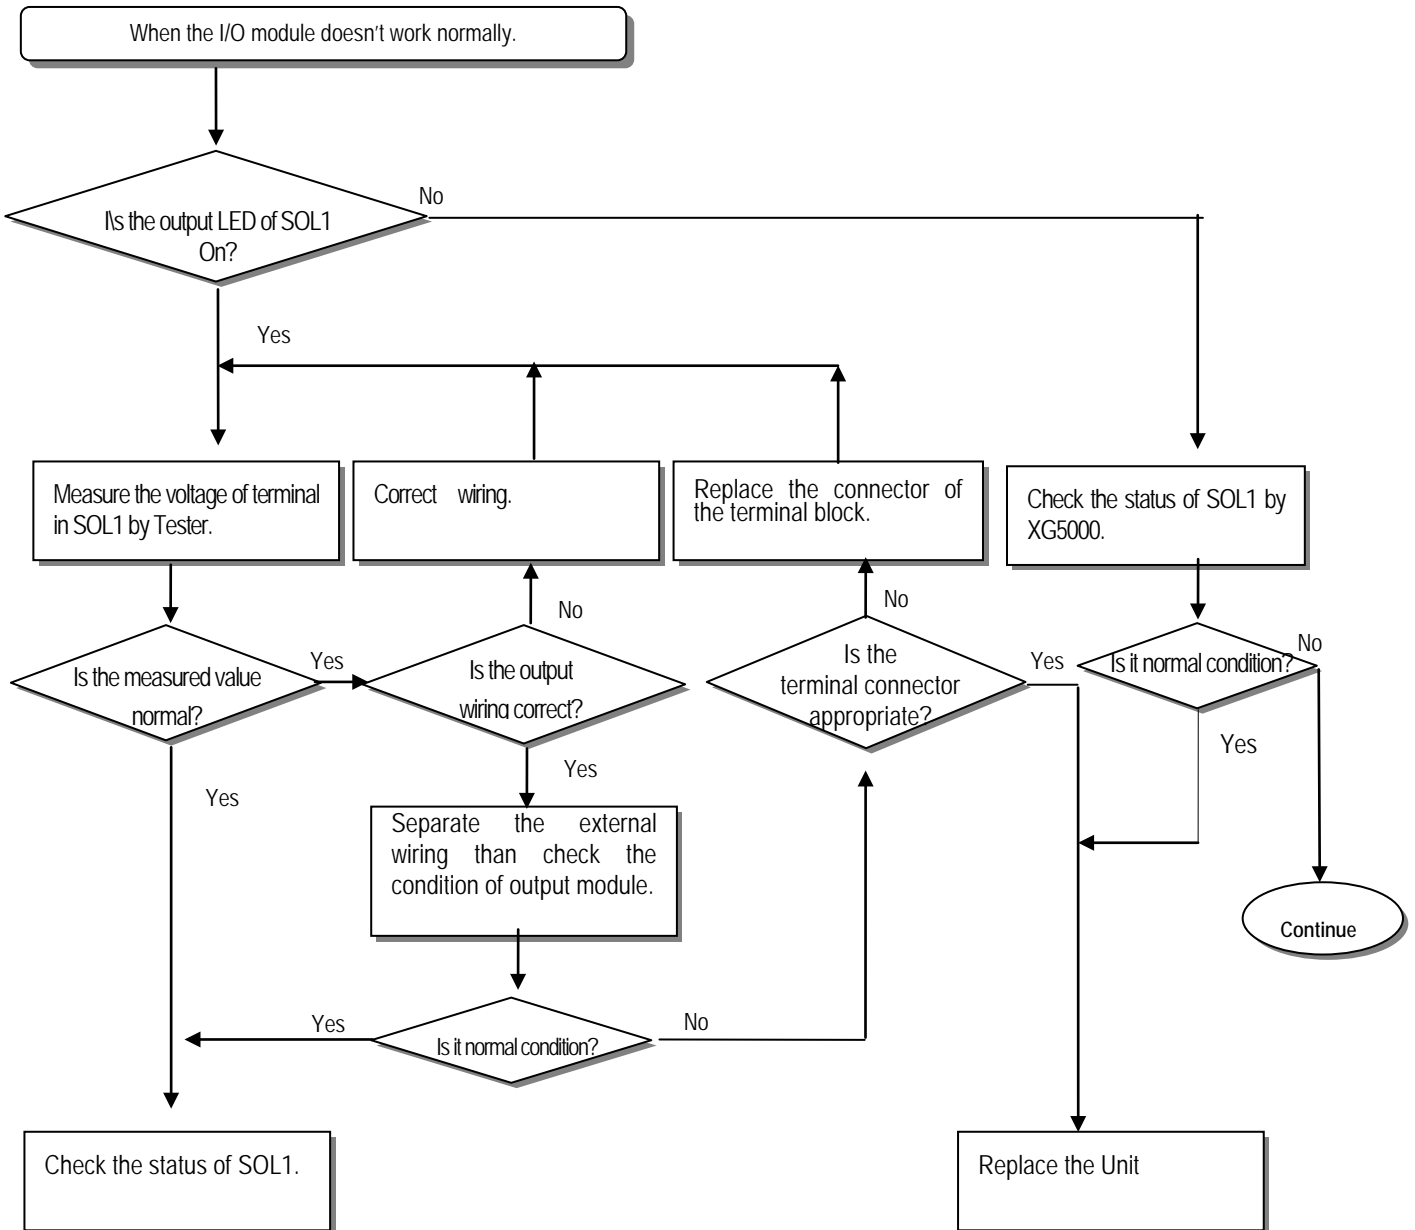 When the I/O module doesn't work normally.
No
I\s the output LED of SOL1
On?
Yes
Measure the voltage of terminal
in SOL1 by Tester.
Correct wiring.
Replace the connector of
the terminal block.
Check the status of SOL1 by
XG5000.
No
No
Is the measured value
normal?
Yes
Is the output
wiring correct?
Is the
terminal connector
appropriate?
Yes
Is it normal condition?
No
Yes
Yes
Yes
Separate the external
wiring than check the
condition of output module.
Continue
Yes
Is it normal condition?
No
Check the status of SOL1.
Replace the Unit